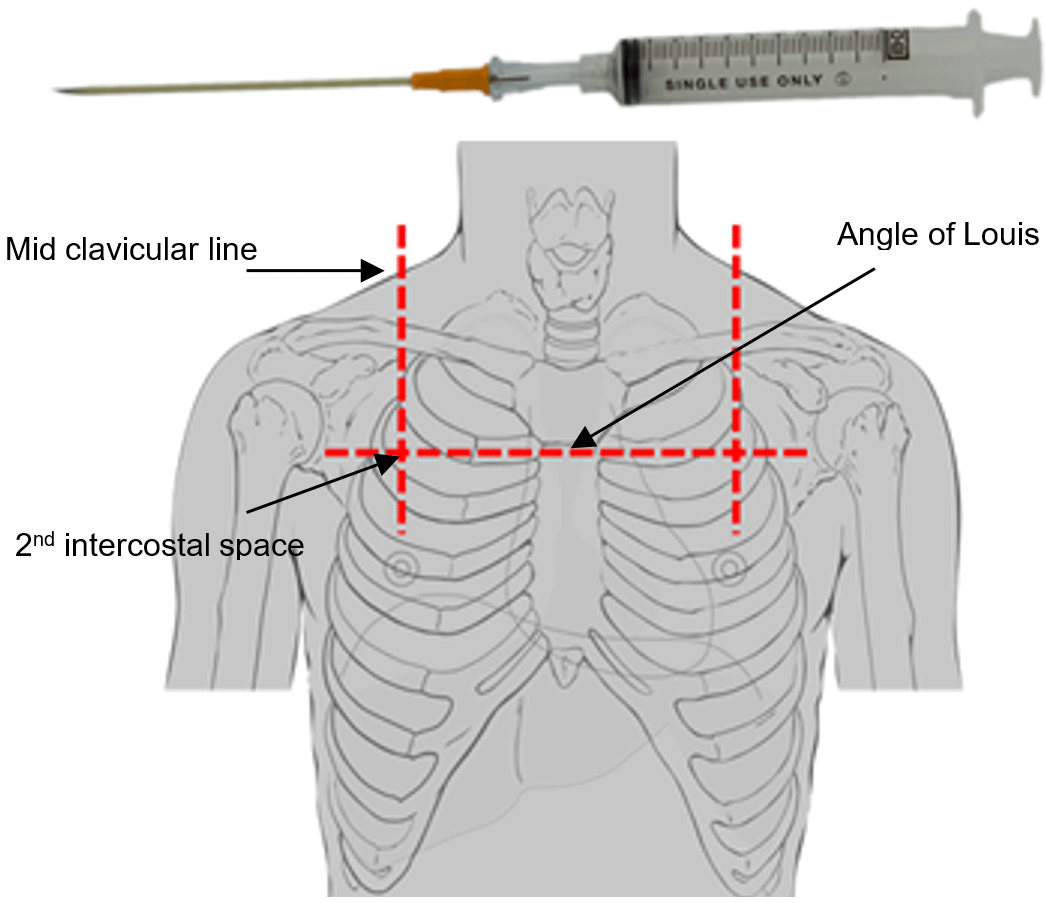 SINGLE USE ONLY
Mid clavicular line
Angle of Louis
2nd intercostal space